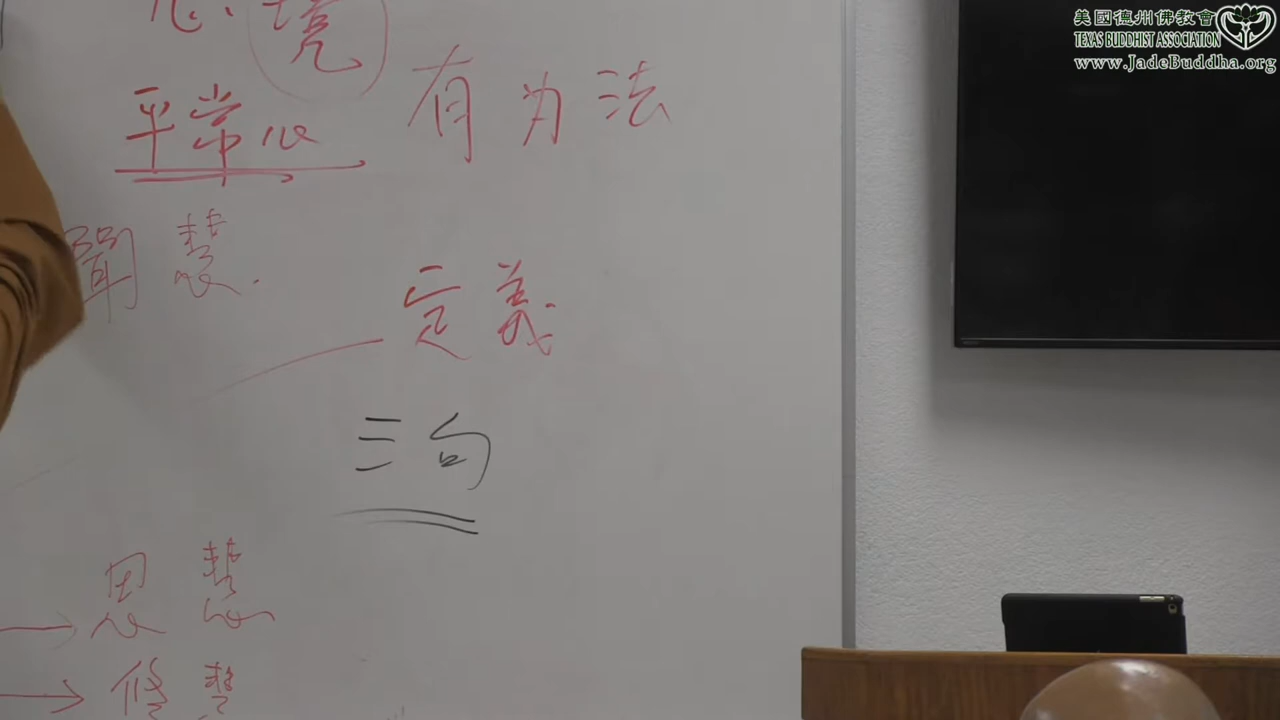 心、境
平常心
有为法
聞慧.
定義
三句
思慧
修慧
美國德州佛教會
TEXAS BUDDHIST ASSOCIATION
www.JadeBuddha.org